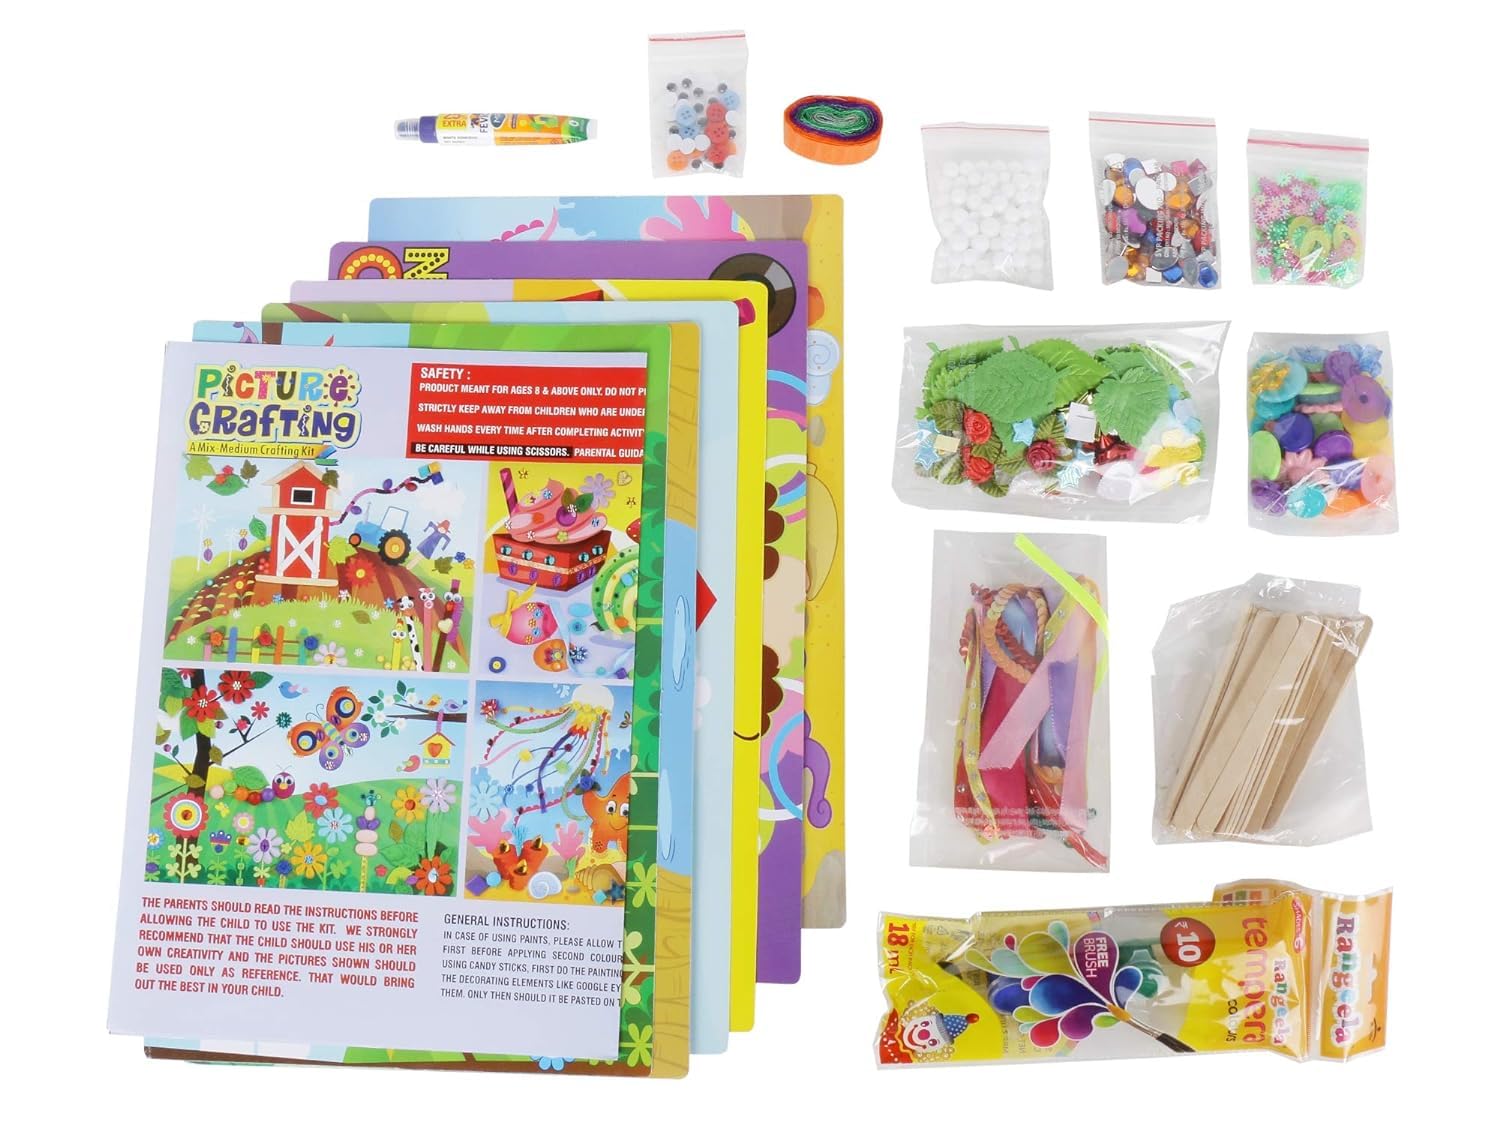 25
EXTRA
FEVI
ON
PICTURE
CRAFTING
A Mix-Medium Crafting Kit
SAFETY :
PRODUCT MEANT FOR AGES 8 & ABOVE ONLY. DO NOT
STRICTLY KEEP AWAY FROM CHILDREN WHO ARE UNDE
WASH HANDS EVERY TIME AFTER COMPLETING ACTIVIT
BE CAREFUL WHILE USING SCISSORS. PARENTAL GUIDA
THE PARENTS SHOULD READ THE INSTRUCTIONS BEFORE
ALLOWING THE CHILD TO USE THE KIT. WE STRONGLY
RECOMMEND THAT THE CHILD SHOULD USE HIS OR HER
OWN CREATIVITY AND THE PICTURES SHOWN SHOULD
BE USED ONLY AS REFERENCE. THAT WOULD BRING
OUT THE BEST IN YOUR CHILD.
GENERAL INSTRUCTIONS:
IN CASE OF USING PAINTS, PLEASE ALLOW T
FIRST BEFORE APPLYING SECOND COLOUR
USING CANDY STICKS, FIRST DO THE PAINTING
THE DECORATING ELEMENTS LIKE GOOGLE EY
THEM. ONLY THEN SHOULD IT BE PASTED ON T
18 ml
FREE
BRUSH
₹ 10
Rangeela
tempera
colours
Rangeela